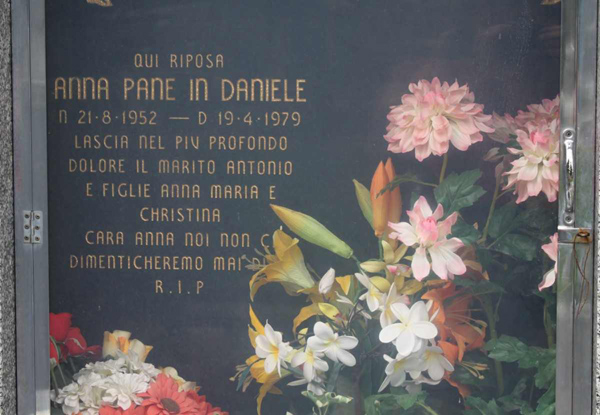 QUI RIPOSA
ANNA PANE IN DANIELE
N 21·8·1952 — D 19·4·1979
LASCIA NEL PIU PROFONDO
DOLORE IL MARITO ANTONIO
E FIGLIE ANNA MARIA E
CHRISTINA
CARA ANNA NOI NON
DIMENTICHEREMO MAI
R.I.P